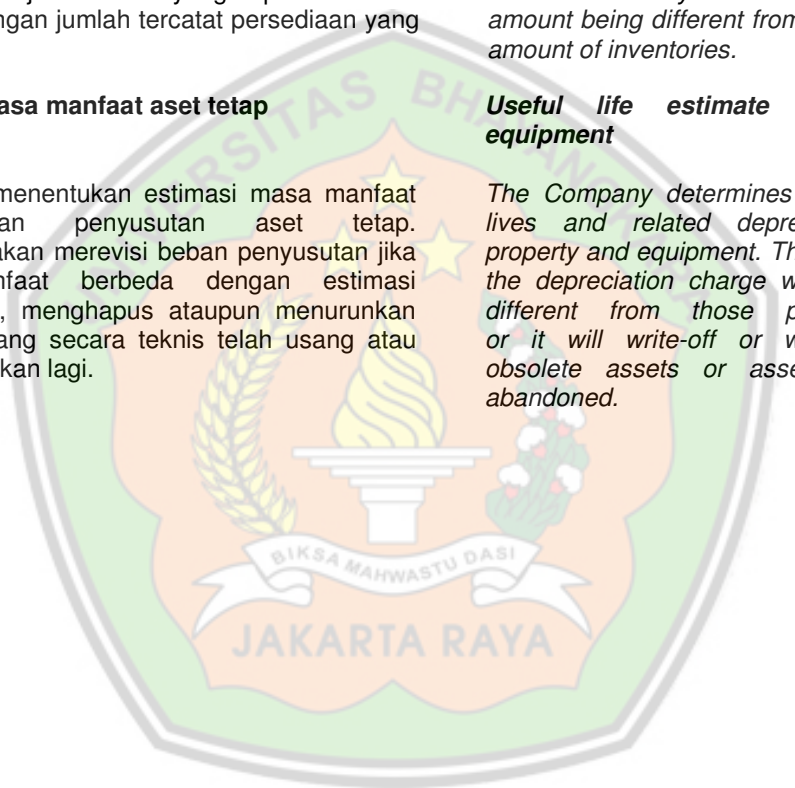 ngan jumlah tercatat persediaan yang
asa manfaat aset tetap
menentukan estimasi masa manfaat
an penyusutan aset tetap.
akan merevisi beban penyusutan jika
nfaat berbeda dengan estimasi
, menghapus ataupun menurunkan
ang secara teknis telah usang atau
kan lagi.
amount being different from
amount of inventories.
Useful life estimate
equipment
The Company determines
lives and related depre
property and equipment. Th
the depreciation charge w
different from those p
or it will write-off or w
obsolete assets or asse
abandoned.
UNIVERSITAS BHAYANGKARA
BIKSA MAHWASTU DASI
JAKARTA RAYA